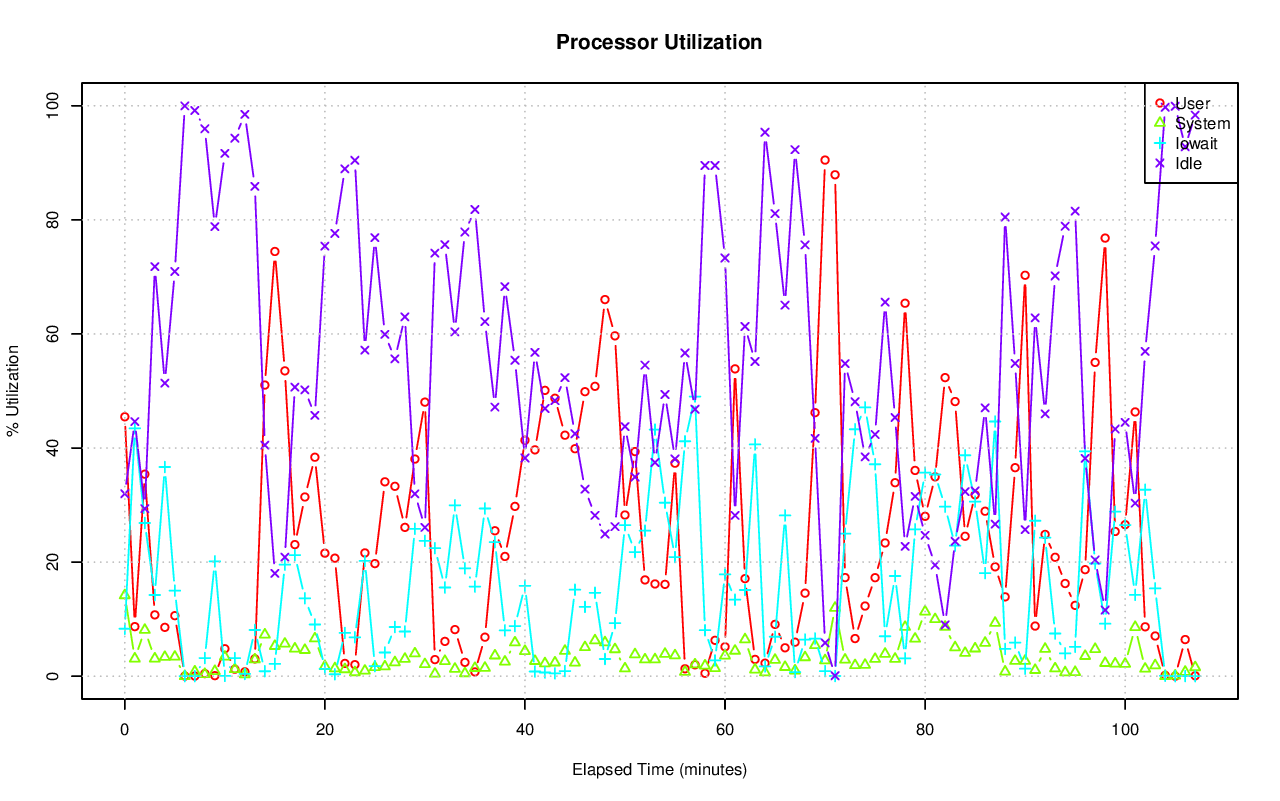 Processor Utilization
% Utilization
100
80
60
40
20
0
User
System
Iowait
Idle
0 20 40 60 80 100
Elapsed Time (minutes)